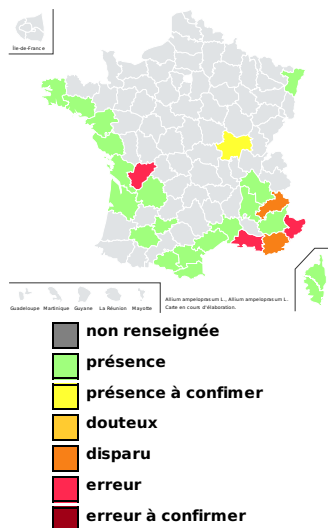 Île-de-France
Guadeloupe Martinique Guyane La Réunion Mayotte
Allium ampeloprasum L., Allium ampeloprasum L.
Carte en cours d'élaboration.
non renseignée
présence
présence à confimer
douteux
disparu
erreur
erreur à confirmer